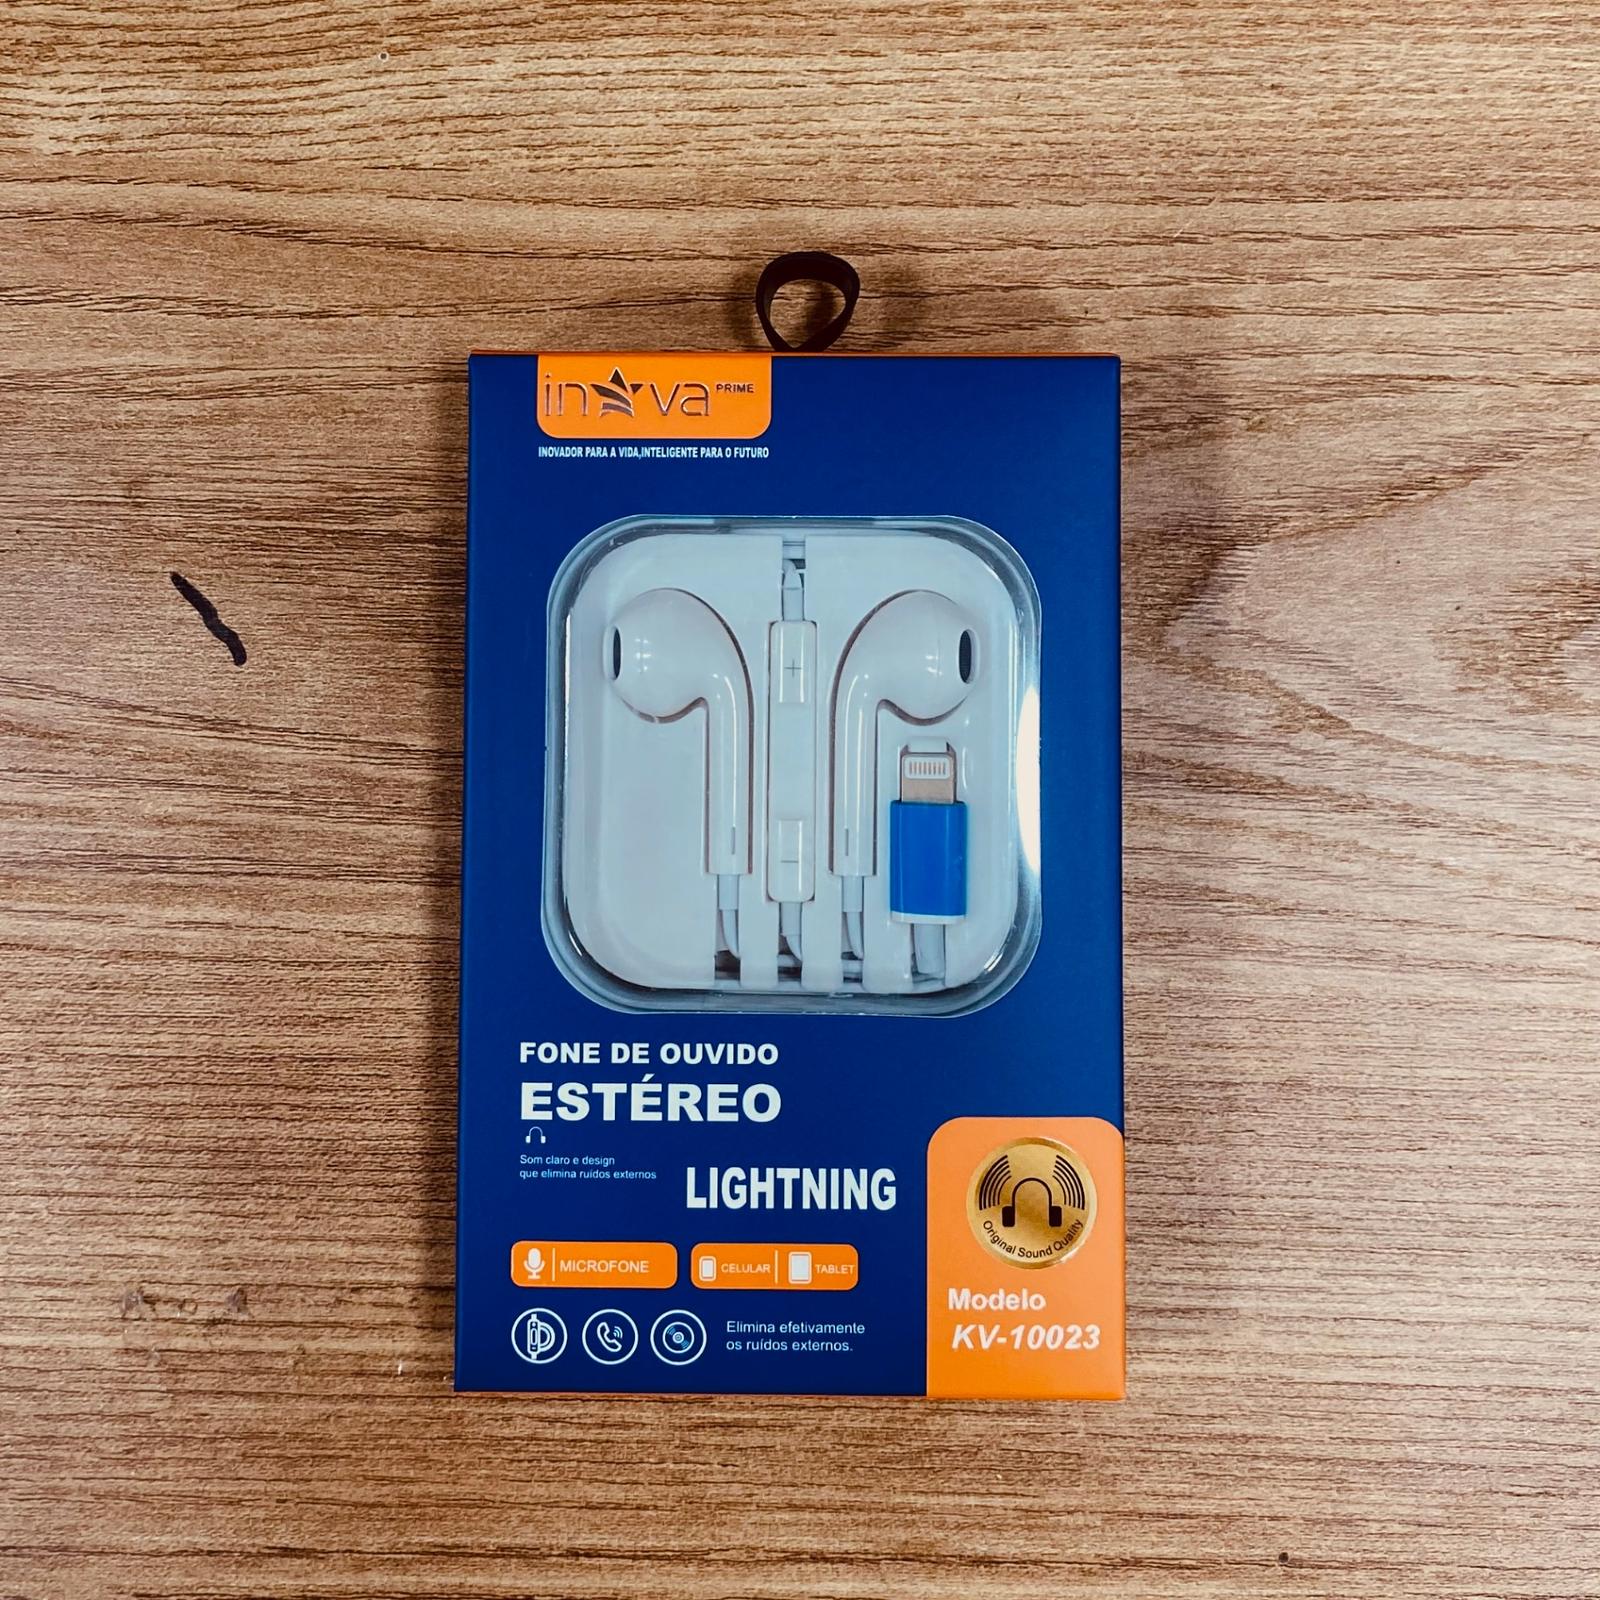 inova PRIME
INOVADOR PARA A VIDA,INTELIGENTE PARA O FUTURO
+
FONE DE OUVIDO
ESTÉREO
Som claro e design
que elimina ruídos externos
LIGHTNING
MICROFONE
CELULAR
TABLET
Elimina efetivamente
os ruídos externos.
Original Sound Quality
Modelo
KV-10023